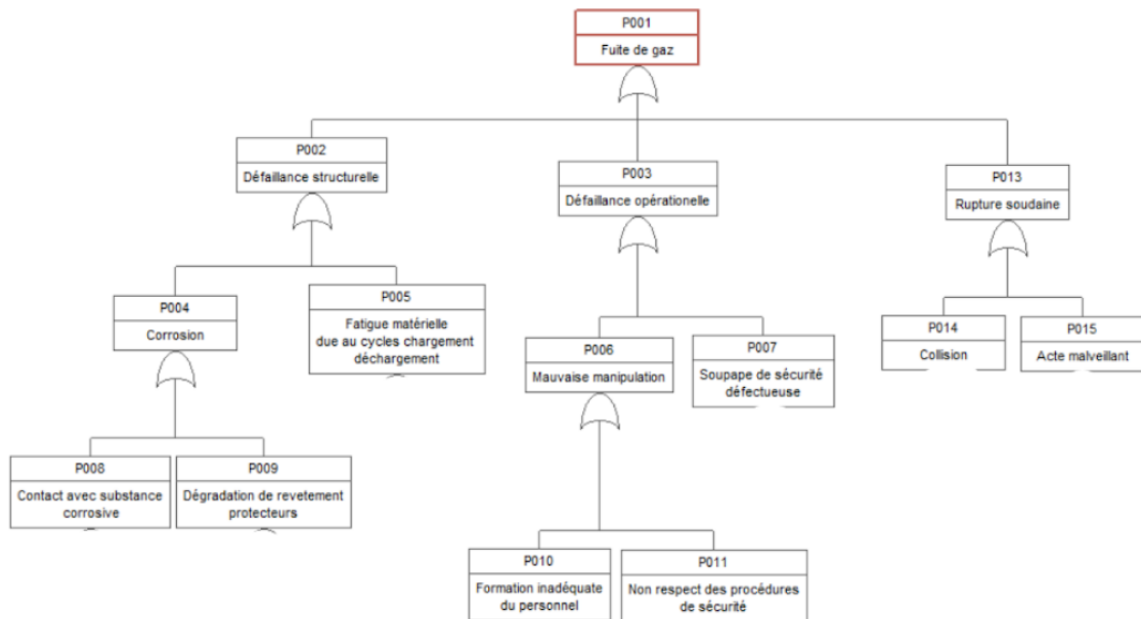 P001
Fuite de gaz
P002
Défaillance structurelle
P003
Défaillance opérationelle
P013
Rupture soudaine
P004
Corrosion
P005
Fatigue matérielle
due au cycles chargement
déchargement
P006
Mauvaise manipulation
P007
Soupape de sécurité
défectueuse
P014
Collision
P015
Acte malveillant
P008
Contact avec substance
corrosive
P009
Dégradation de revetement
protecteurs
P010
Formation inadéquate
du personnel
P011
Non respect des procédures
de sécurité